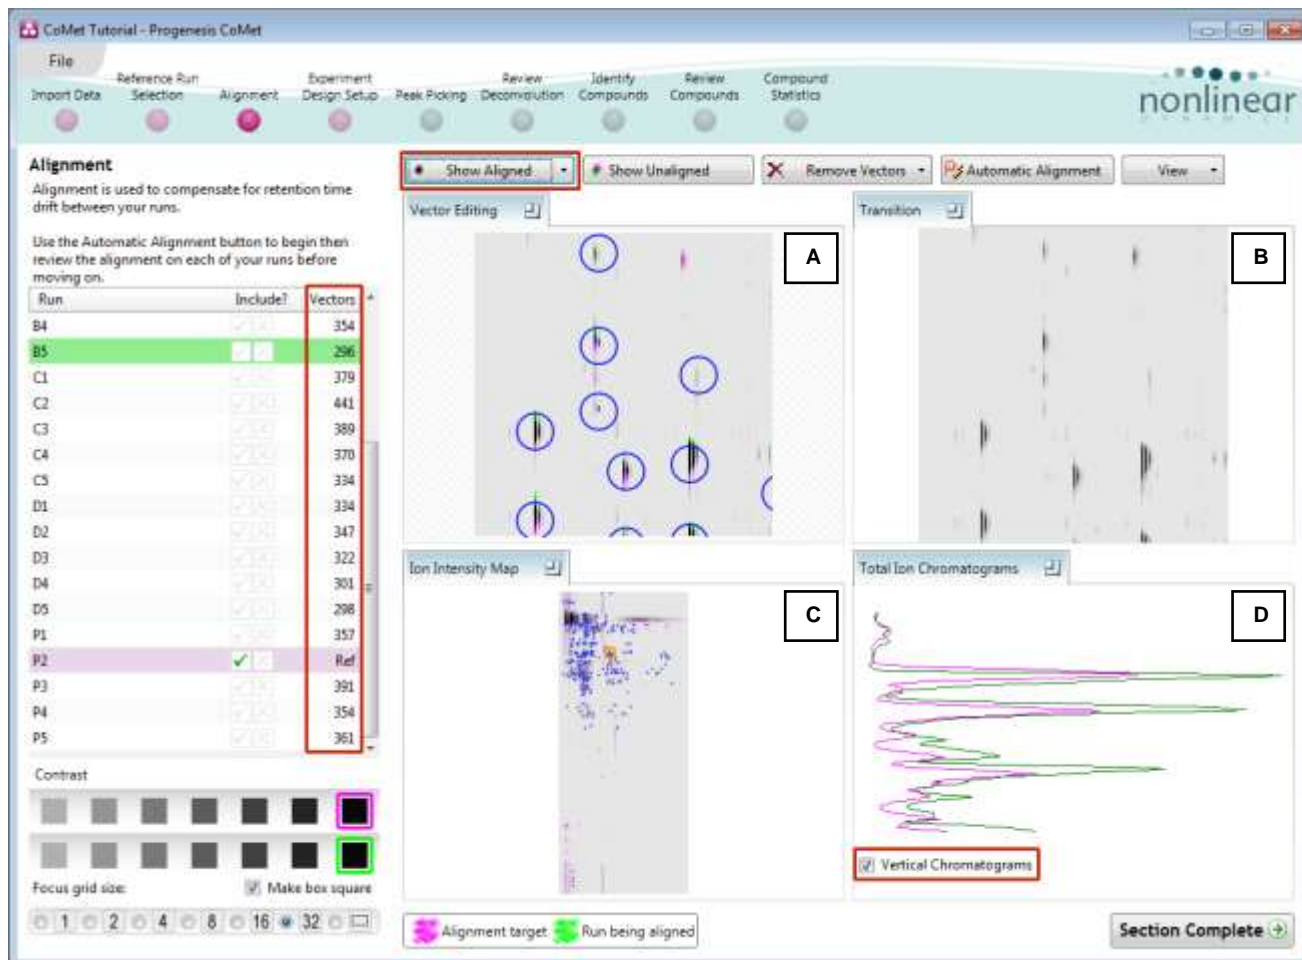 CoMet Tutorial - Progenesis CoMet
File
Import Data
Reference Run
Selection
Alignment
Experiment
Design Setup
Peak Picking
Review
Deconvolution
Identify
Compounds
Review
Compounds
Compound
Statistics
nonlinear
DYNAMICS
Alignment
Alignment is used to compensate for retention time
drift between your runs.
Use the Automatic Alignment button to begin then
review the alignment on each of your runs before
moving on.
Run Include? Vectors
B4 354
B5 296
C1 379
C2 441
C3 389
C4 370
C5 334
D1 334
D2 347
D3 322
D4 301
D5 298
P1 357
P2 Ref
P3 391
P4 354
P5 361
Contrast
Focus grid size: Make box square
1 2 4 8 16 32
Show Aligned Show Unaligned Remove Vectors Automatic Alignment View
Vector Editing
A
Transition
B
Ion Intensity Map
C
Total Ion Chromatograms
D
Vertical Chromatograms
Alignment target Run being aligned
Section Complete